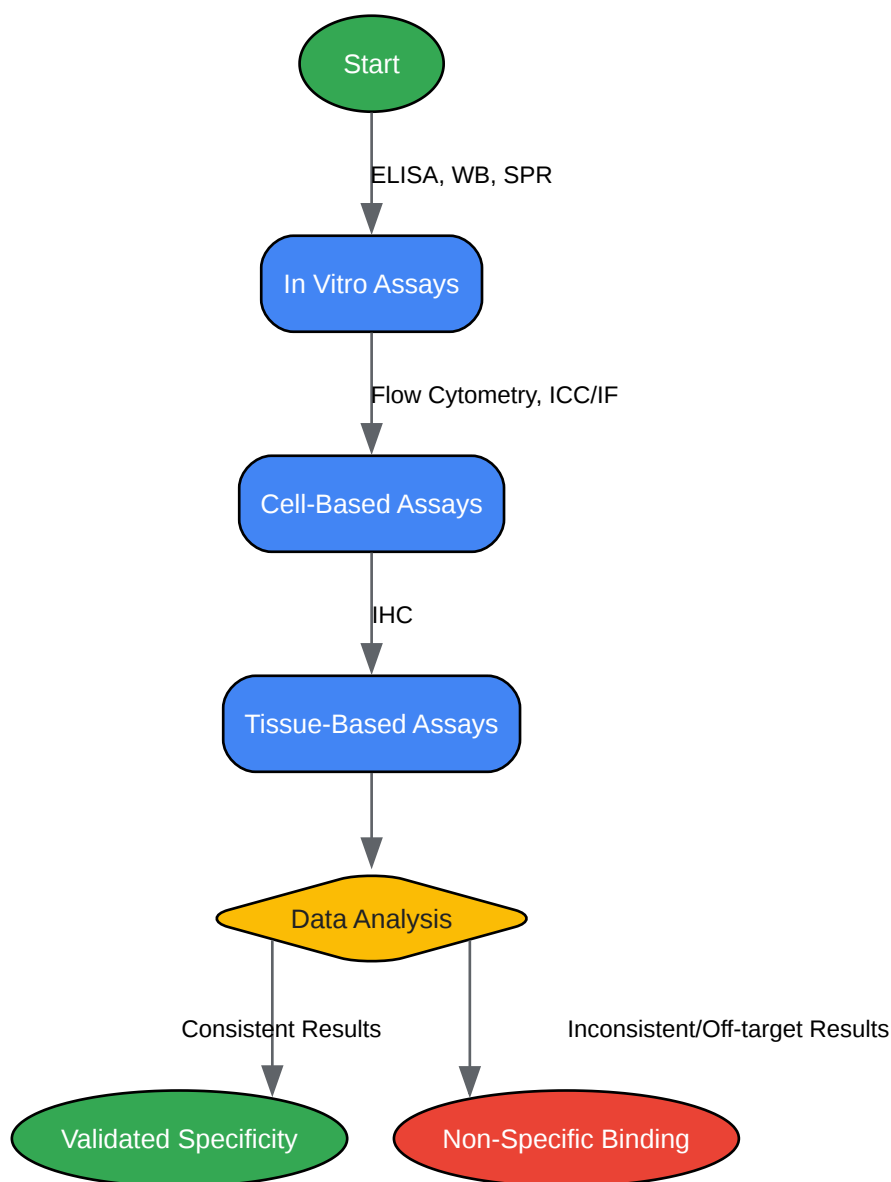 Start
ELISA, WB, SPR
In Vitro Assays
Flow Cytometry, ICC/IF
Cell-Based Assays
IHC
Tissue-Based Assays
Data Analysis
Consistent Results
Inconsistent/Off-target Results
Validated Specificity
Non-Specific Binding